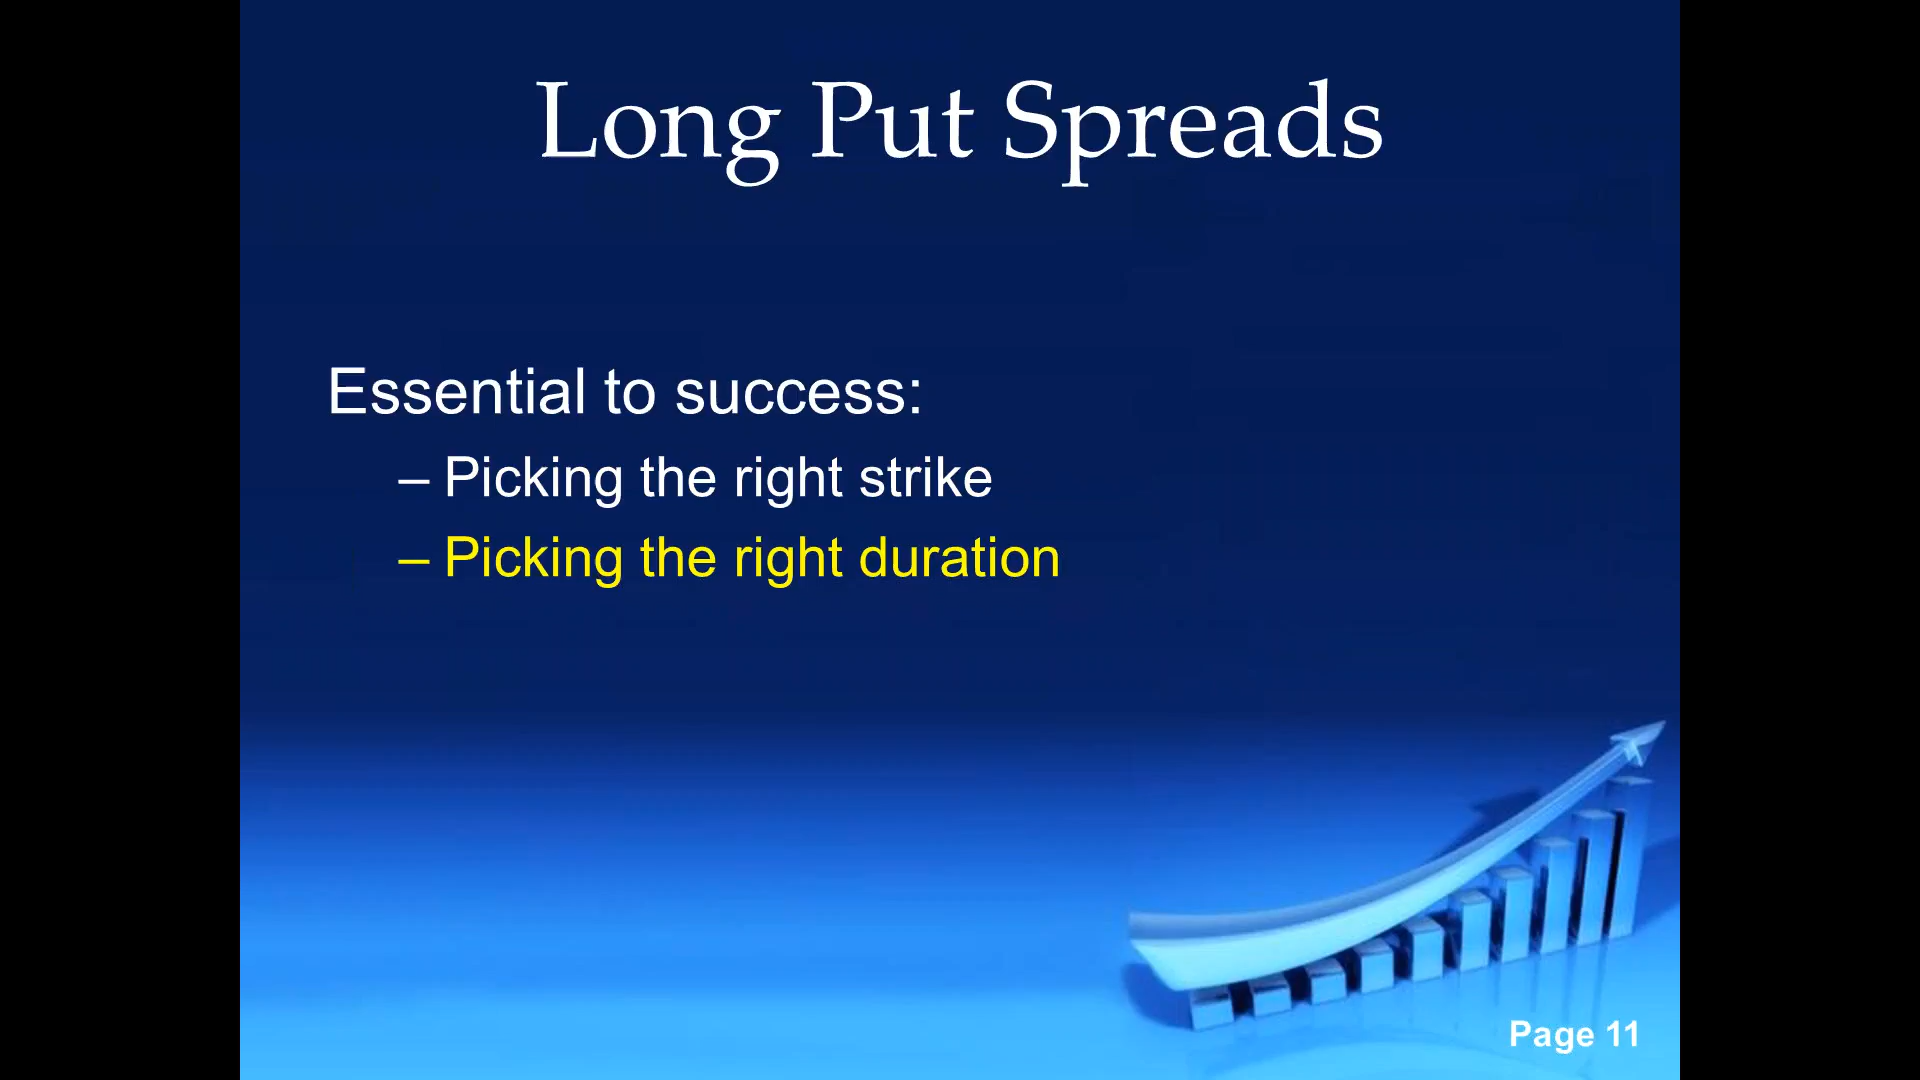 Long Put Spreads
Essential to success:
– Picking the right strike
– Picking the right duration
Page 11